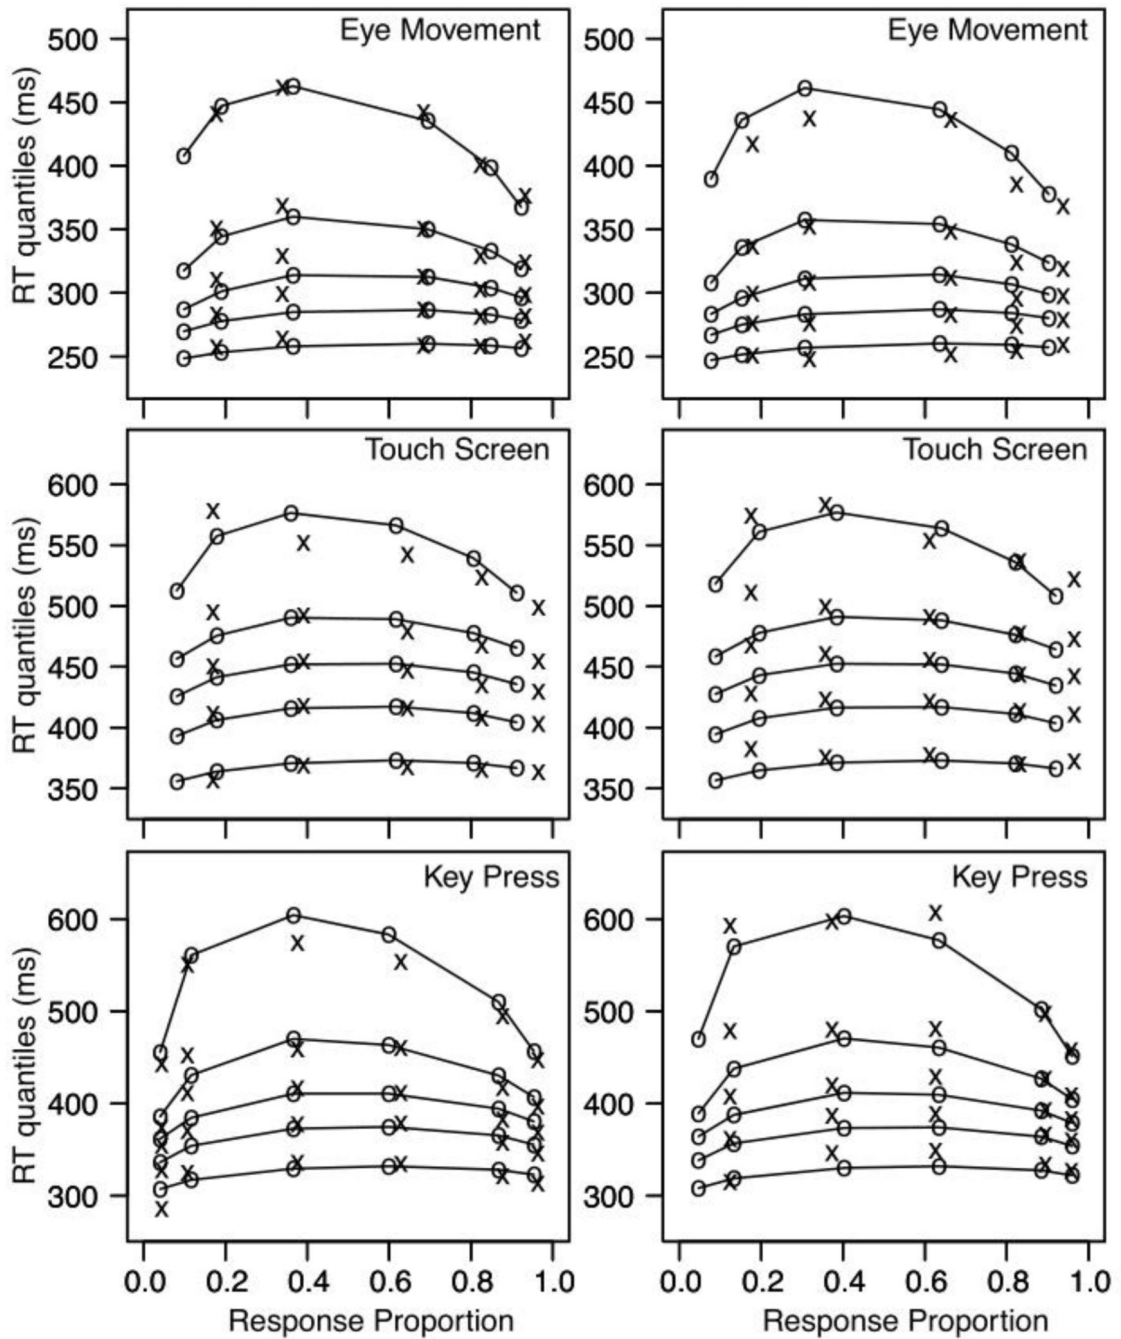 Eye Movement
Eye Movement
RT quantiles (ms)
500
450
400
350
300
250
500
450
400
350
300
250
Touch Screen
Touch Screen
RT quantiles (ms)
600
550
500
450
400
350
600
550
500
450
400
350
Key Press
Key Press
RT quantiles (ms)
600
500
400
300
600
500
400
300
0.0 0.2 0.4 0.6 0.8 1.0
0.0 0.2 0.4 0.6 0.8 1.0
Response Proportion
Response Proportion